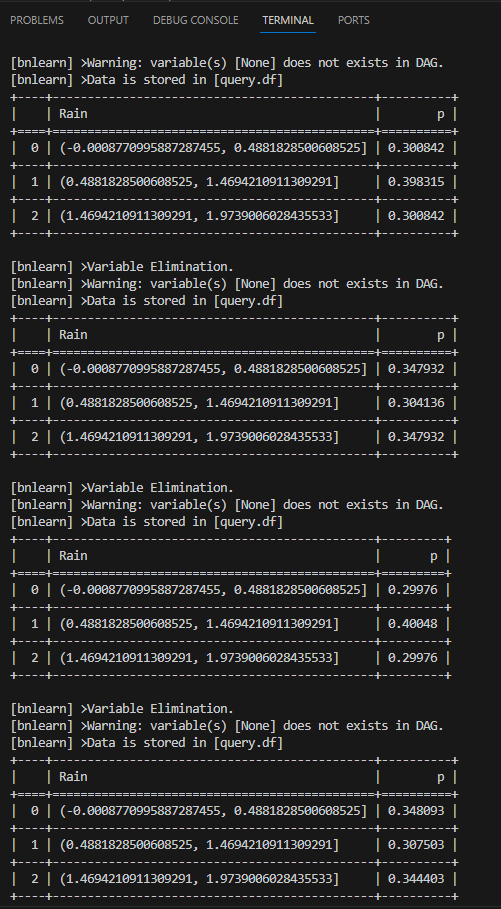 PROBLEMS OUTPUT DEBUG CONSOLE TERMINAL PORTS
[bnlearn] >Warning: variable(s) [None] does not exists in DAG.
[bnlearn] >Data is stored in [query.df]
+----+---------------------------------------------+----------+
|    | Rain                                        |        p |
+====+=============================================+==========+
|  0 | (-0.0008770995887287455, 0.4881828500608525] | 0.300842 |
+----+---------------------------------------------+----------+
|  1 | (0.4881828500608525, 1.4694210911309291]    | 0.398315 |
+----+---------------------------------------------+----------+
|  2 | (1.4694210911309291, 1.9739006028435533]    | 0.300842 |
+----+---------------------------------------------+----------+
[bnlearn] >Variable Elimination.
[bnlearn] >Warning: variable(s) [None] does not exists in DAG.
[bnlearn] >Data is stored in [query.df]
+----+---------------------------------------------+----------+
|    | Rain                                        |        p |
+====+=============================================+==========+
|  0 | (-0.0008770995887287455, 0.4881828500608525] | 0.347932 |
+----+---------------------------------------------+----------+
|  1 | (0.4881828500608525, 1.4694210911309291]    | 0.304136 |
+----+---------------------------------------------+----------+
|  2 | (1.4694210911309291, 1.9739006028435533]    | 0.347932 |
+----+---------------------------------------------+----------+
[bnlearn] >Variable Elimination.
[bnlearn] >Warning: variable(s) [None] does not exists in DAG.
[bnlearn] >Data is stored in [query.df]
+----+---------------------------------------------+---------+
|    | Rain                                        |       p |
+====+=============================================+=========+
|  0 | (-0.0008770995887287455, 0.4881828500608525] | 0.29976 |
+----+---------------------------------------------+---------+
|  1 | (0.4881828500608525, 1.4694210911309291]    | 0.40048 |
+----+---------------------------------------------+---------+
|  2 | (1.4694210911309291, 1.9739006028435533]    | 0.29976 |
+----+---------------------------------------------+---------+
[bnlearn] >Variable Elimination.
[bnlearn] >Warning: variable(s) [None] does not exists in DAG.
[bnlearn] >Data is stored in [query.df]
+----+---------------------------------------------+----------+
|    | Rain                                        |        p |
+====+=============================================+==========+
|  0 | (-0.0008770995887287455, 0.4881828500608525] | 0.348093 |
+----+---------------------------------------------+----------+
|  1 | (0.4881828500608525, 1.4694210911309291]    | 0.307503 |
+----+---------------------------------------------+----------+
|  2 | (1.4694210911309291, 1.9739006028435533]    | 0.344403 |
+----+---------------------------------------------+----------+